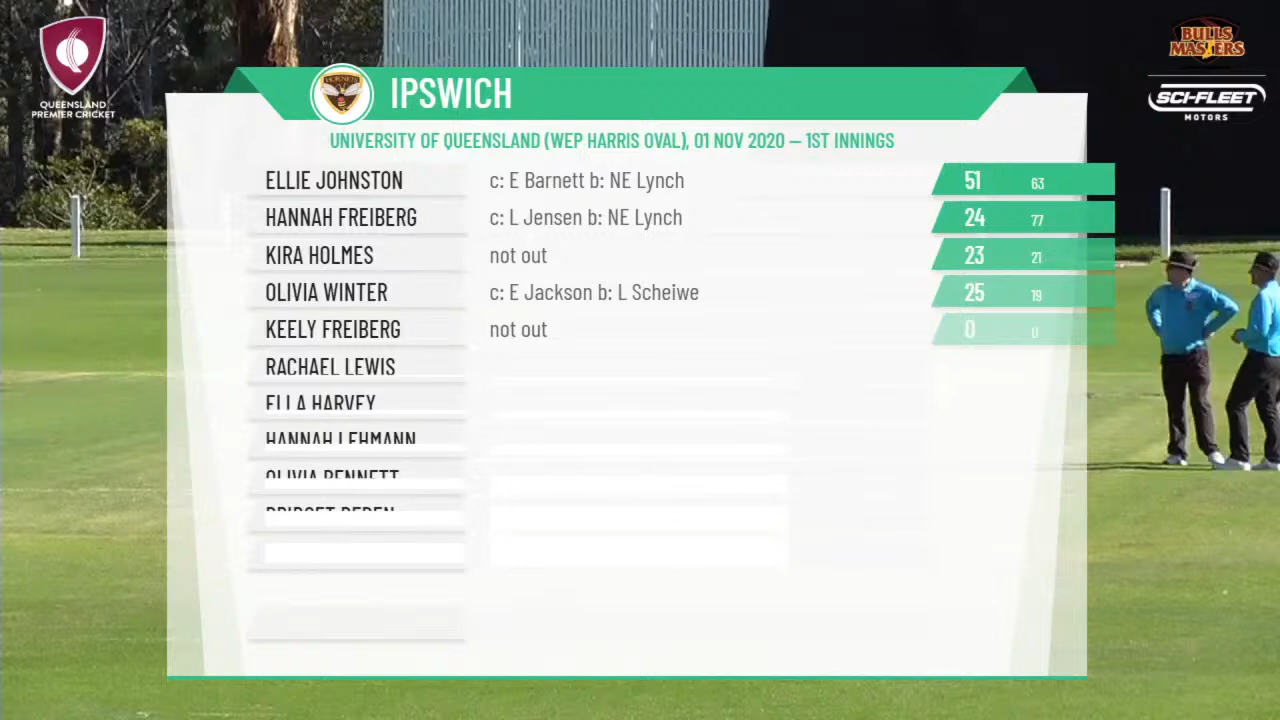 QUEENSLAND
PREMIER CRICKET
BULLS
MASTERS
SCI-FLEET
MOTORS
HORNETS
IPSWICH
UNIVERSITY OF QUEENSLAND (WEP HARRIS OVAL), 01 NOV 2020 – 1ST INNINGS
ELLIE JOHNSTON c: E Barnett b: NE Lynch 51 63
HANNAH FREIBERG c: L Jensen b: NE Lynch 24 77
KIRA HOLMES not out 23 21
OLIVIA WINTER c: E Jackson b: L Scheiwe 25 19
KEELY FREIBERG not out 0 0
RACHAEL LEWIS
ELLA HARVEY
HANNAH LEHMANN
OLIVIA BENNETT